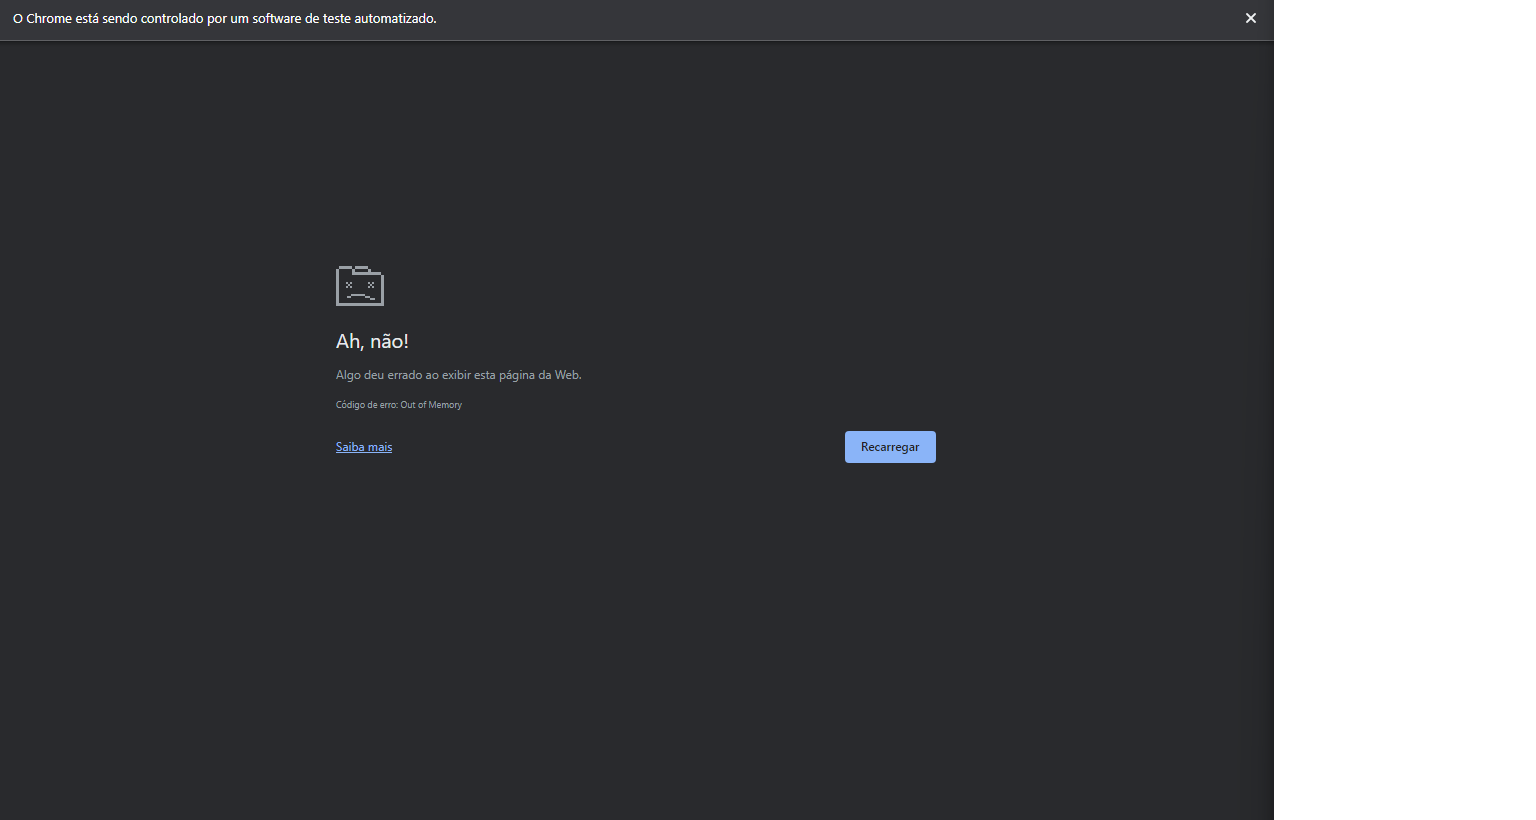 O Chrome está sendo controlado por um software de teste automatizado.
Ah, não!
Algo deu errado ao exibir esta página da Web.
Código de erro: Out of Memory
Saiba mais
Recarregar